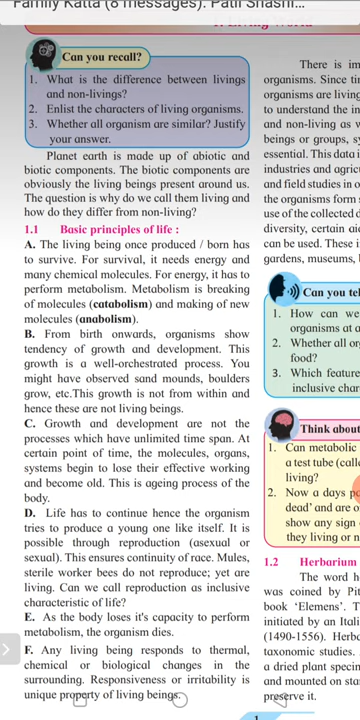 Family Katta (8 messages). Patil Shashi...
1. Living World
Can you recall?
1. What is the difference between livings
and non-livings?
2. Enlist the characters of living organisms.
3. Whether all organism are similar? Justify
your answer.
Planet earth is made up of abiotic and
biotic components. The biotic components are
obviously the living beings present around us.
The question is why do we call them living and
how do they differ from non-living?
1.1 Basic principles of life :
A. The living being once produced / born has
to survive. For survival, it needs energy and
many chemical molecules. For energy, it has to
perform metabolism. Metabolism is breaking
of molecules (catabolism) and making of new
molecules (anabolism).
B. From birth onwards, organisms show
tendency of growth and development. This
growth is a well-orchestrated process. You
might have observed sand mounds, boulders
grow, etc.This growth is not from within and
hence these are not living beings.
C. Growth and development are not the
processes which have unlimited time span. At
certain point of time, the molecules, organs,
systems begin to lose their effective working
and become old. This is ageing process of the
body.
D. Life has to continue hence the organism
tries to produce a young one like itself. It is
possible through reproduction (asexual or
sexual). This ensures continuity of race. Mules,
sterile worker bees do not reproduce; yet are
living. Can we call reproduction as inclusive
characteristic of life?
E. As the body loses it's capacity to perform
metabolism, the organism dies.
F. Any living being responds to thermal,
chemical or biological changes in the
surrounding. Responsiveness or irritability is
unique property of living beings.
There is im
organisms. Since ti
organisms are living
to understand the in
and non-living as
beings or groups, sy
essential. This data i
industries and agric
and field studies in o
the organisms form
use of the collected
diversity, certain aid
can be used. These i
gardens, museums,
Can you tel
1. How can we
organisms at a
2. Whether all or
food?
3. Which feature
inclusive char
Think about
1. Can metabolic
a test tube (calle
living?
2. Now a days
dead' and are o
show any sign
they living or n
1.2 Herbarium
The word h
was coined by Pit
book 'Elemens'. T
initiated by an Itali
(1490-1556). Herb
taxonomic studies.
a dried plant specin
and mounted on
preserve it.
1